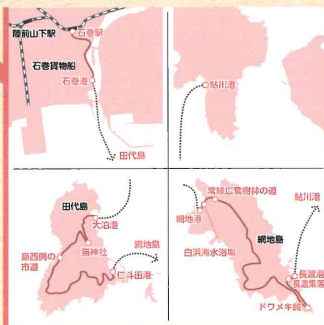 陸前山下駅
石巻駅
石巻貨物船
石巻港
田代島
鮎川港
田代島
大泊港
島西側の
市道
猫神社
網地島
仁斗田港
常緑広葉樹林の道
鮎川港
網地港
網地島
白浜海水浴場
長渡港
長渡集落
ドワメキ崎